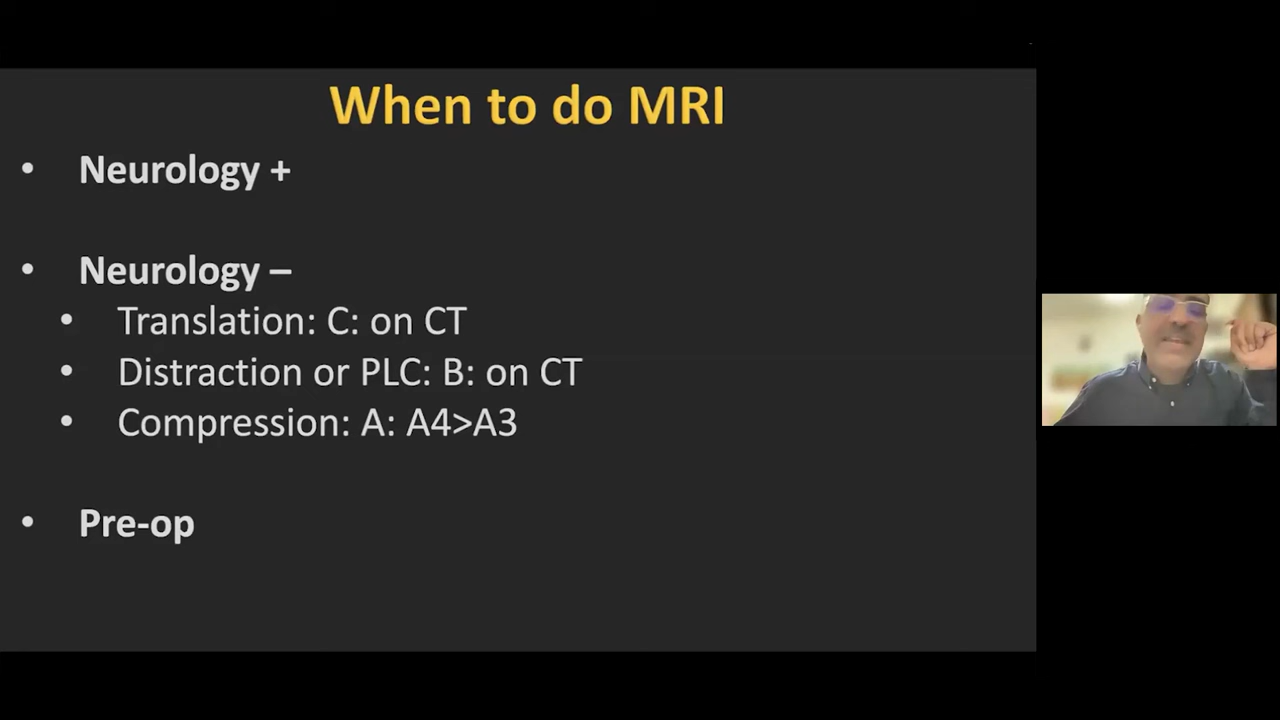 When to do MRI
• Neurology +
• Neurology –
• Translation: C: on CT
• Distraction or PLC: B: on CT
• Compression: A: A4>A3
• Pre-op